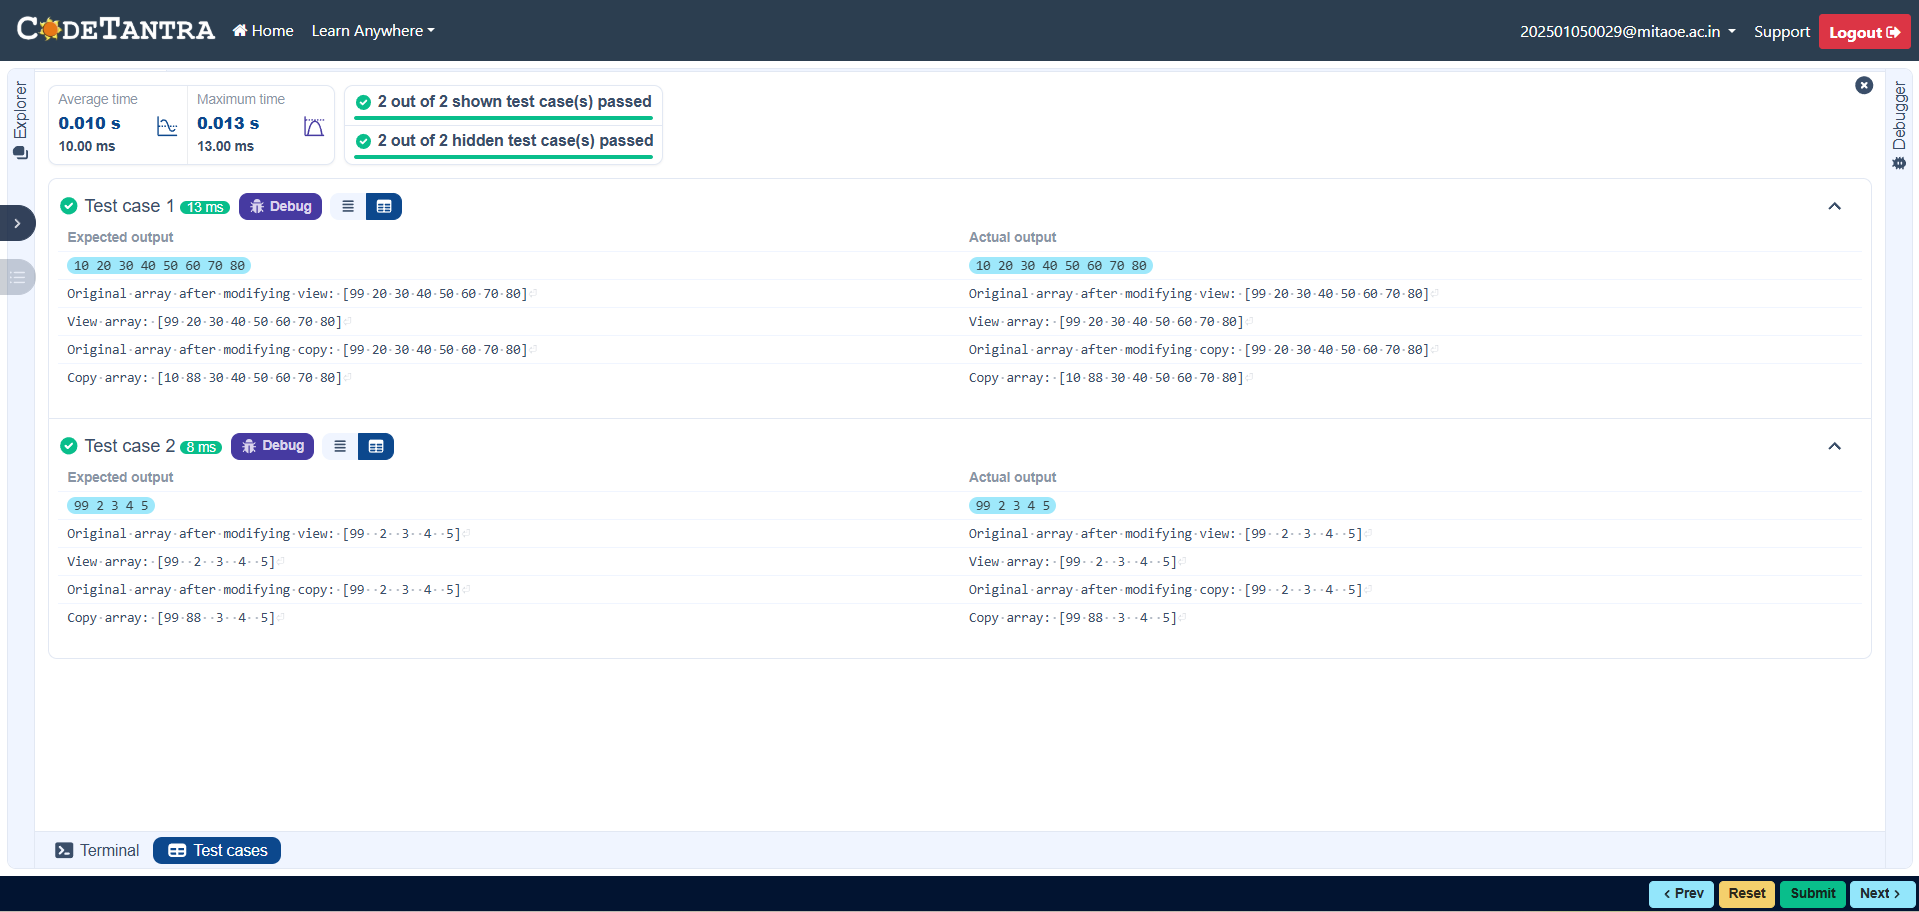 CODETANTRA Home Learn Anywhere 202501050029@mitaoe.ac.in Support Logout
Explorer
Debugger
Average time
0.010 s
10.00 ms
Maximum time
0.013 s
13.00 ms
2 out of 2 shown test case(s) passed
2 out of 2 hidden test case(s) passed
Test case 1 13 ms Debug
Expected output Actual output
10 20 30 40 50 60 70 80 10 20 30 40 50 60 70 80
Original·array·after·modifying·view:·[99·20·30·40·50·60·70·80] Original·array·after·modifying·view:·[99·20·30·40·50·60·70·80]
View·array:·[99·20·30·40·50·60·70·80] View·array:·[99·20·30·40·50·60·70·80]
Original·array·after·modifying·copy:·[99·20·30·40·50·60·70·80] Original·array·after·modifying·copy:·[99·20·30·40·50·60·70·80]
Copy·array:·[10·88·30·40·50·60·70·80] Copy·array:·[10·88·30·40·50·60·70·80]
Test case 2 8 ms Debug
Expected output Actual output
99 2 3 4 5 99 2 3 4 5
Original·array·after·modifying·view:·[99··2··3··4··5] Original·array·after·modifying·view:·[99··2··3··4··5]
View·array:·[99··2··3··4··5] View·array:·[99··2··3··4··5]
Original·array·after·modifying·copy:·[99··2··3··4··5] Original·array·after·modifying·copy:·[99··2··3··4··5]
Copy·array:·[99·88··3··4··5] Copy·array:·[99·88··3··4··5]
Terminal Test cases
Prev Reset Submit Next